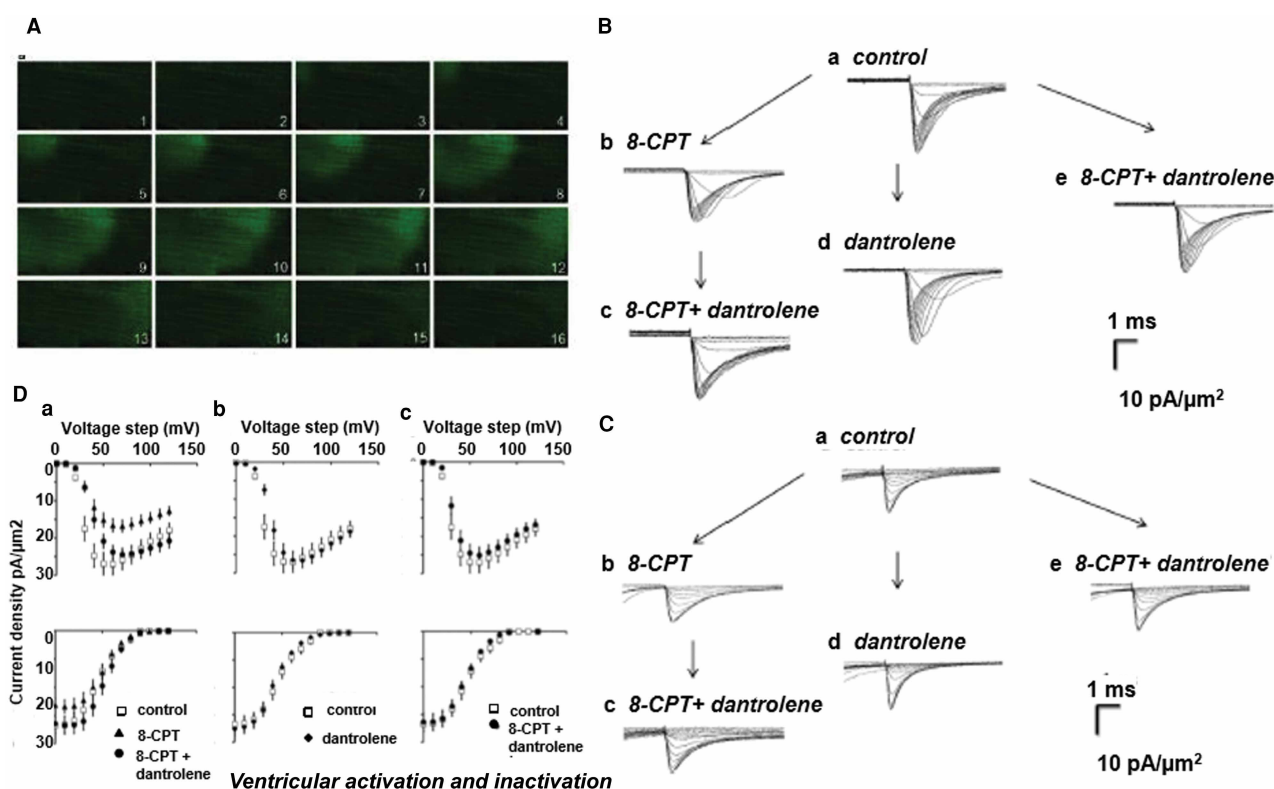 A
a
1 2 3 4
5 6 7 8
9 10 11 12
13 14 15 16
B
a control
b 8-CPT
e 8-CPT+ dantrolene
d dantrolene
c 8-CPT+ dantrolene
1 ms
10 pA/µm²
C
a control
b 8-CPT
e 8-CPT+ dantrolene
d dantrolene
c 8-CPT+ dantrolene
1 ms
10 pA/µm²
D
a b c
Voltage step (mV) Voltage step (mV) Voltage step (mV)
0 50 100 150 0 50 100 150 0 50 100 150
0
10
20
30
0
10
20
30
Current density pA/µm2
control
8-CPT
8-CPT +
dantrolene
control
dantrolene
control
8-CPT +
dantrolene
Ventricular activation and inactivation